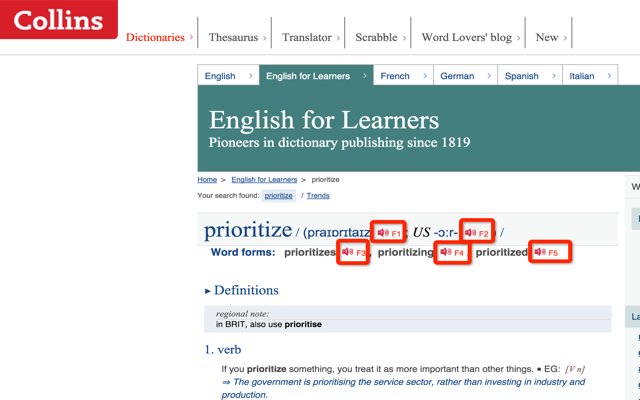 Collins
Dictionaries > Thesaurus > Translator > Scrabble > Word Lovers' blog > New >
English > English for Learners > French > German > Spanish > Italian >
English for Learners
Pioneers in dictionary publishing since 1819
Home > English for Learners > prioritize
Your search found: prioritize / Trends
prioritize / (praɪɒrɪtaɪz F1 ; US -ɔːr- F2 ) /
Word forms: prioritizes F3 , prioritizing F4 prioritized F5
► Definitions
regional note:
in BRIT, also use prioritise
1. verb
If you prioritize something, you treat it as more important than other things. ■ EG: [V n]
⇒ The government is prioritising the service sector, rather than investing in industry and
production.
W
La